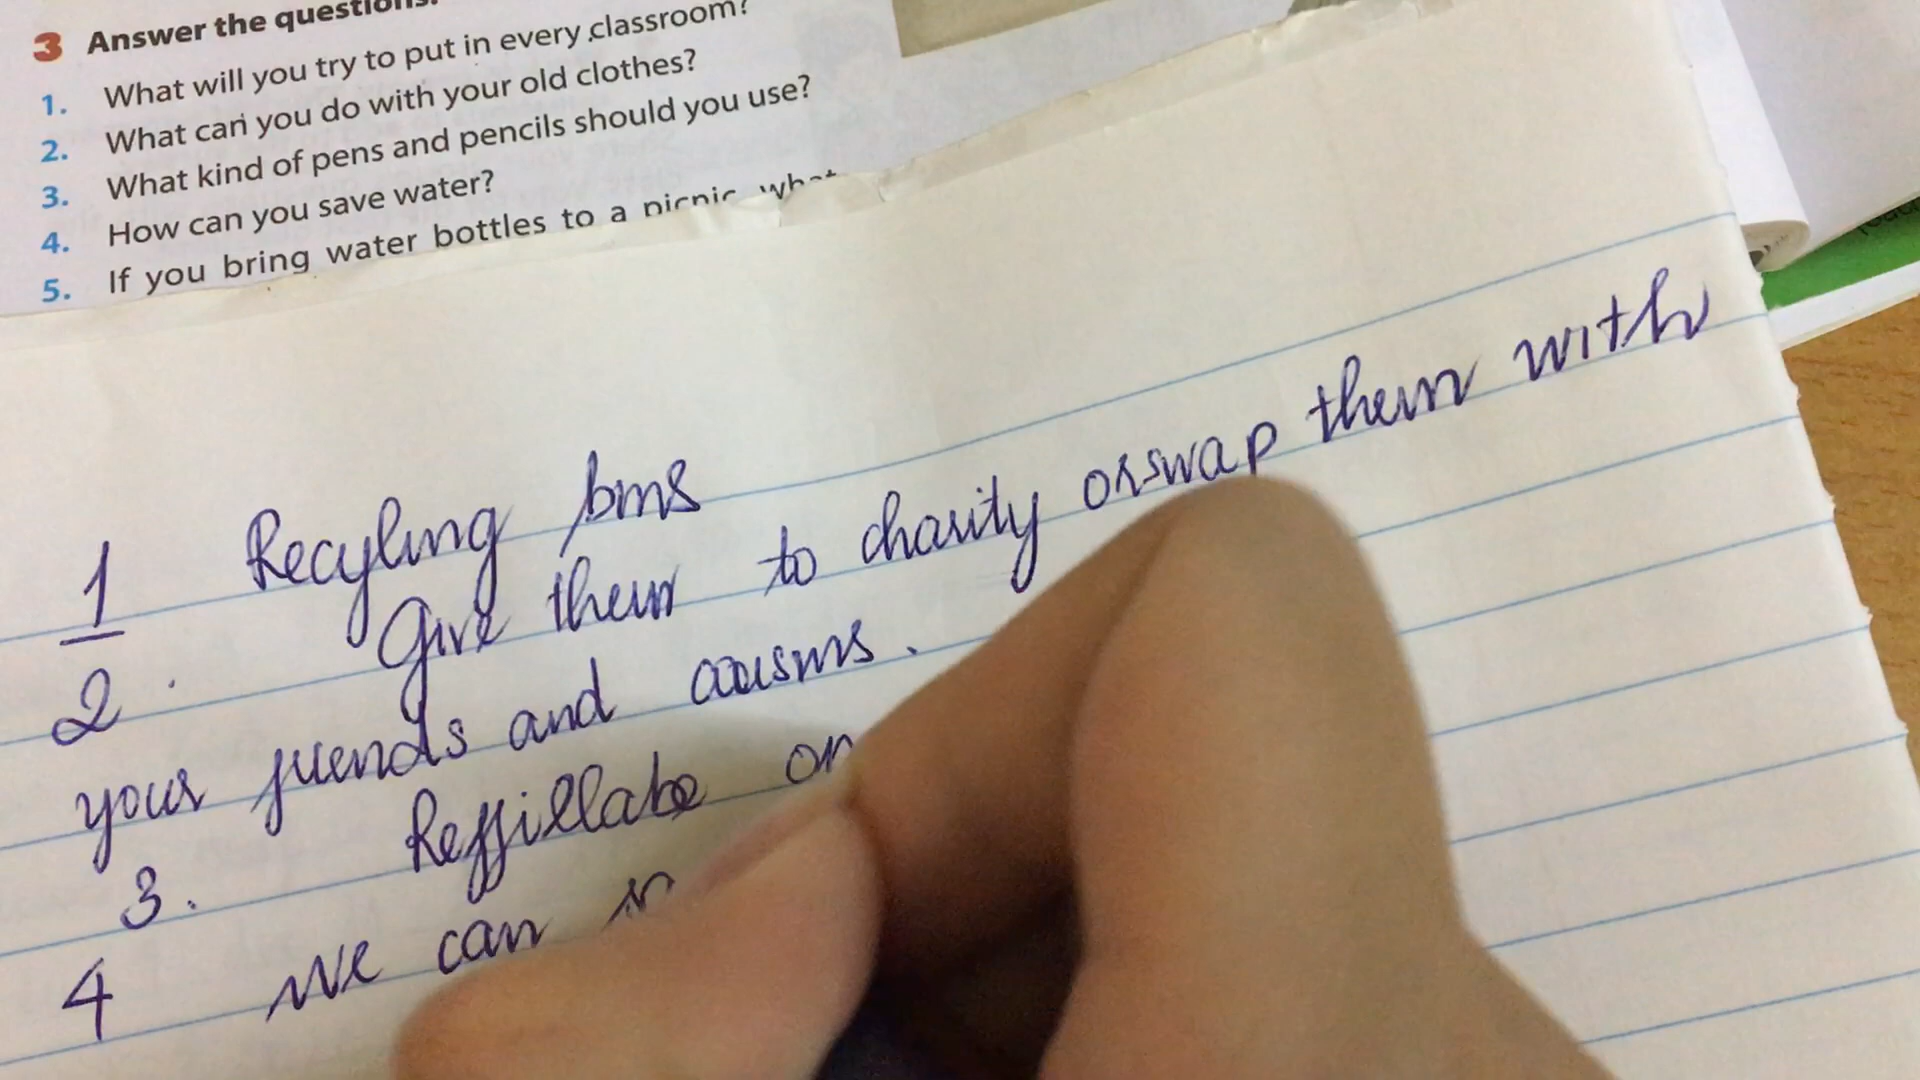 3 Answer the questions.
1. What will you try to put in every classroom?
2. What can you do with your old clothes?
3. What kind of pens and pencils should you use?
4. How can you save water?
5. If you bring water bottles to a picnic, what
1 Recyling bins
2. Give them to charity or swap them with
your friends and cousins.
3. Reffillabe or
4 We can